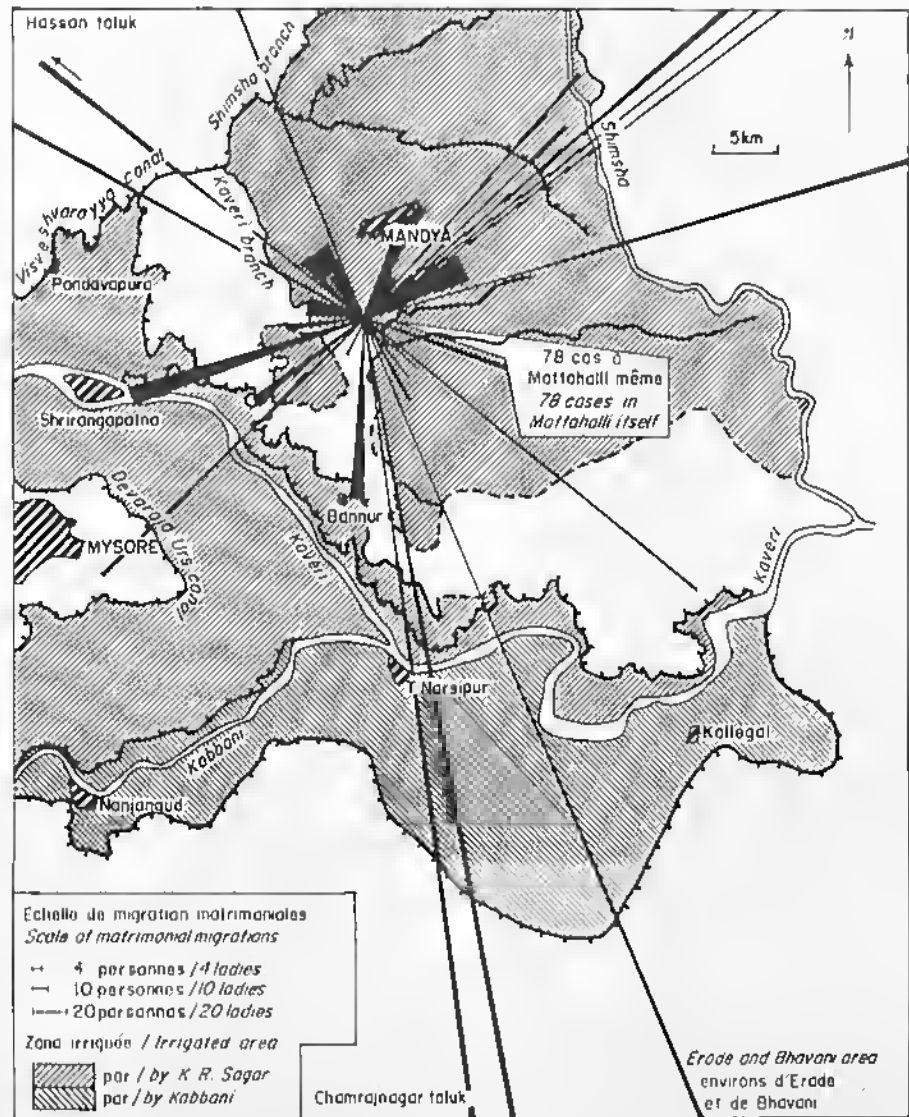 Hassan taluk
N
Shimsha branch
Shimsha
5km
Visveshvarayya canal
Kaveri branch
MANDYA
Pandavapura
78 cas à
Mottahalli même
78 cases in
Mottahalli itself
Shrirangapatna
Bannur
Devaraja Urs canal
MYSORE
Kaveri
Kaveri
T. Narsipur
Kollegal
Kabbani
Nanjangud
Echelle de migration matrimoniales
Scale of matrimonial migrations
4 personnes / 4 ladies
10 personnes / 10 ladies
20 personnes / 20 ladies
Zone irriguée / Irrigated area
par / by K R. Sagar
par / by Kabbani
Chamrajnagar taluk
Erode and Bhavani area
environs d'Erode
et de Bhavani